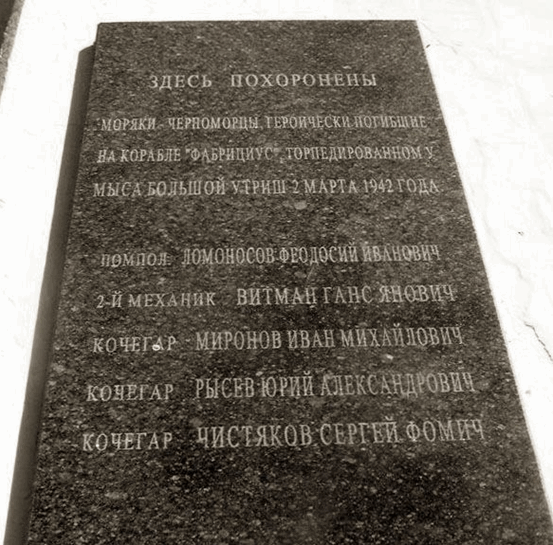 ЗДЕСЬ ПОХОРОНЕНЫ
МОРЯКИ - ЧЕРНОМОРЦЫ, ГЕРОИЧЕСКИ ПОГИБШИЕ
НА КОРАБЛЕ "ФАБРИЦИУС", ТОРПЕДИРОВАННОМ У
МЫСА БОЛЬШОЙ УТРИШ 2 МАРТА 1942 ГОДА
ПОМПОЛ. ЛОМОНОСОВ ФЕОДОСИЙ ИВАНОВИЧ
2-Й МЕХАНИК ВИТМАН ГАНС ЯНОВИЧ
КОЧЕГАР МИРОНОВ ИВАН МИХАЙЛОВИЧ
КОЧЕГАР РЫСЕВ ЮРИЙ АЛЕКСАНДРОВИЧ
КОЧЕГАР ЧИСТЯКОВ СЕРГЕЙ ФОМИЧ